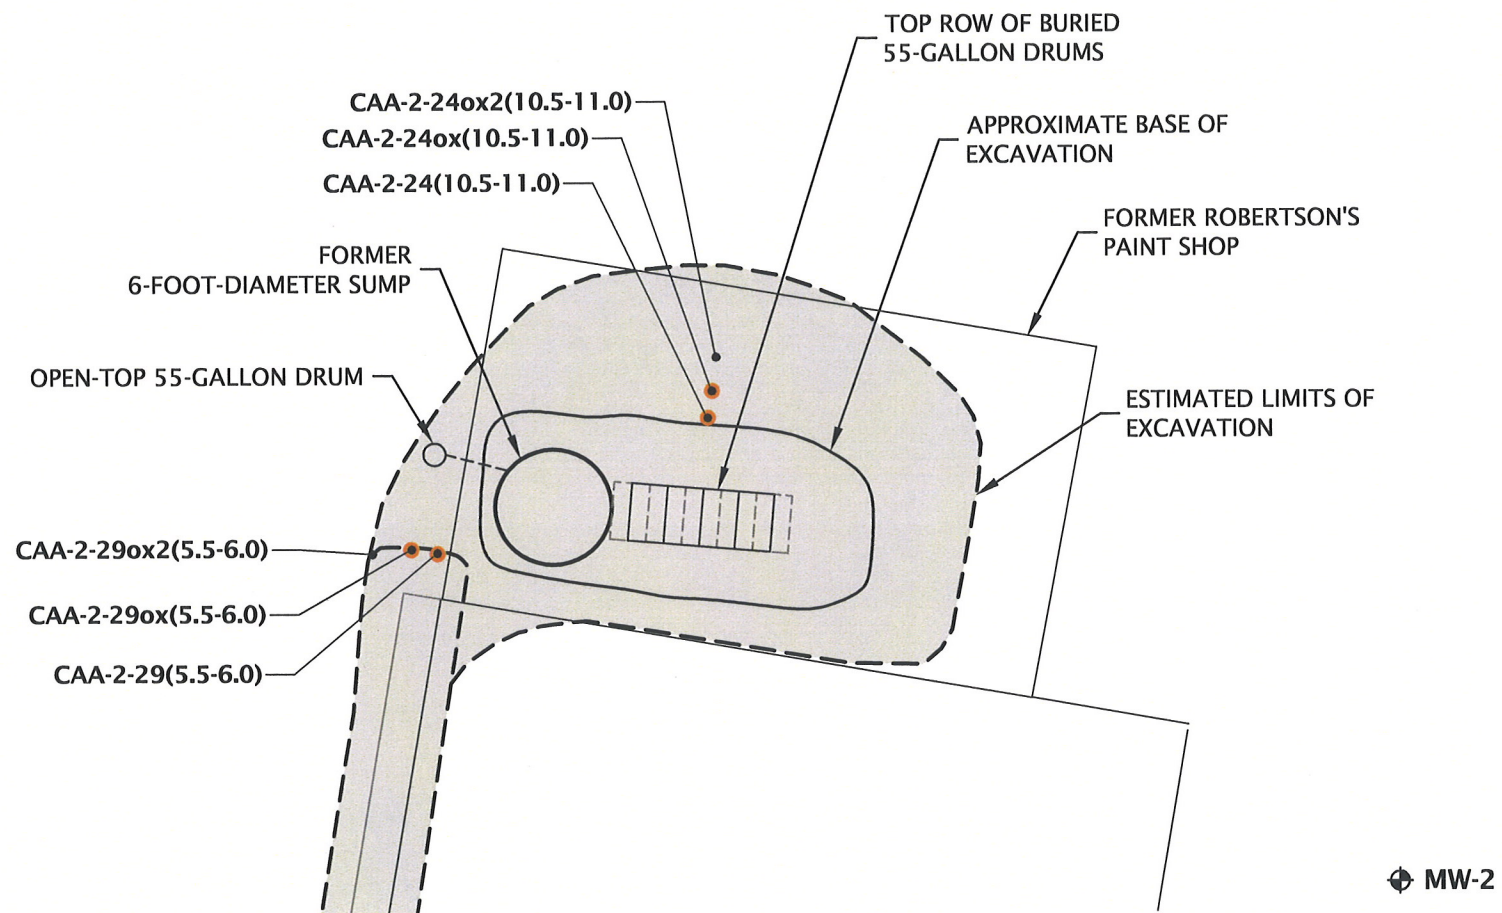 TOP ROW OF BURIED
55-GALLON DRUMS
CAA-2-24ox2(10.5-11.0)
CAA-2-24ox(10.5-11.0)
CAA-2-24(10.5-11.0)
APPROXIMATE BASE OF
EXCAVATION
FORMER ROBERTSON'S
PAINT SHOP
FORMER
6-FOOT-DIAMETER SUMP
OPEN-TOP 55-GALLON DRUM
ESTIMATED LIMITS OF
EXCAVATION
CAA-2-29ox2(5.5-6.0)
CAA-2-29ox(5.5-6.0)
CAA-2-29(5.5-6.0)
MW-2